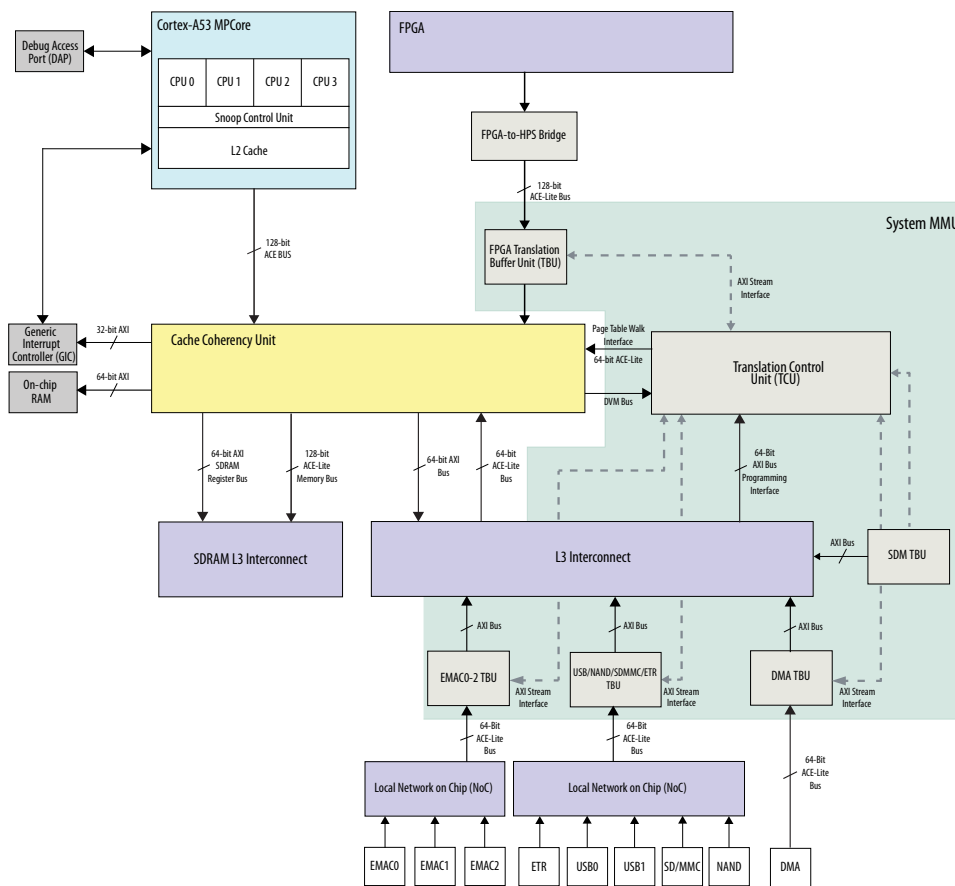 Cortex-A53 MPCore
FPGA
Debug Access
Port (DAP)
CPU 0
CPU 1
CPU 2
CPU 3
Snoop Control Unit
L2 Cache
FPGA-to-HPS Bridge
128-bit
ACE-Lite Bus
System MMU
128-bit
ACE BUS
FPGA Translation
Buffer Unit (TBU)
AXI Stream
Interface
Generic
Interrupt
Controller (GIC)
32-bit AXI
Cache Coherency Unit
Page Table Walk
Interface
64-bit ACE-Lite
Translation Control
Unit (TCU)
On-chip
RAM
64-bit AXI
DVM Bus
64-bit AXI
SDRAM
Register Bus
128-bit
ACE-Lite
Memory Bus
64-bit AXI
Bus
64-bit
ACE-Lite
Bus
64-Bit
AXI Bus
Programming
Interface
SDRAM L3 Interconnect
L3 Interconnect
AXI Bus
SDM TBU
AXI Bus
AXI Bus
AXI Bus
EMAC0-2 TBU
AXI Stream
Interface
USB/NAND/SDMMC/ETR
TBU
AXI Stream
Interface
DMA TBU
AXI Stream
Interface
64-Bit
ACE-Lite
Bus
64-Bit
ACE-Lite
Bus
64-Bit
ACE-Lite
Bus
Local Network on Chip (NoC)
Local Network on Chip (NoC)
EMAC0
EMAC1
EMAC2
ETR
USB0
USB1
SD/MMC
NAND
DMA